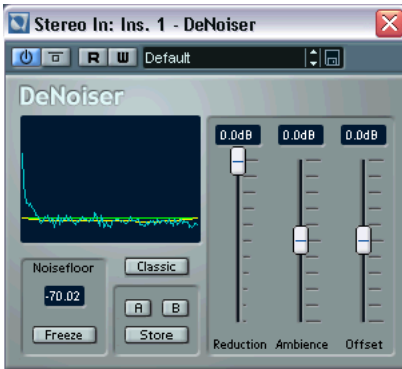 Stereo In: Ins. 1 - DeNoiser
R W Default
DeNoiser
0.0dB 0.0dB 0.0dB
Noisefloor
-70.02
Freeze
Classic
A B
Store
Reduction Ambience Offset